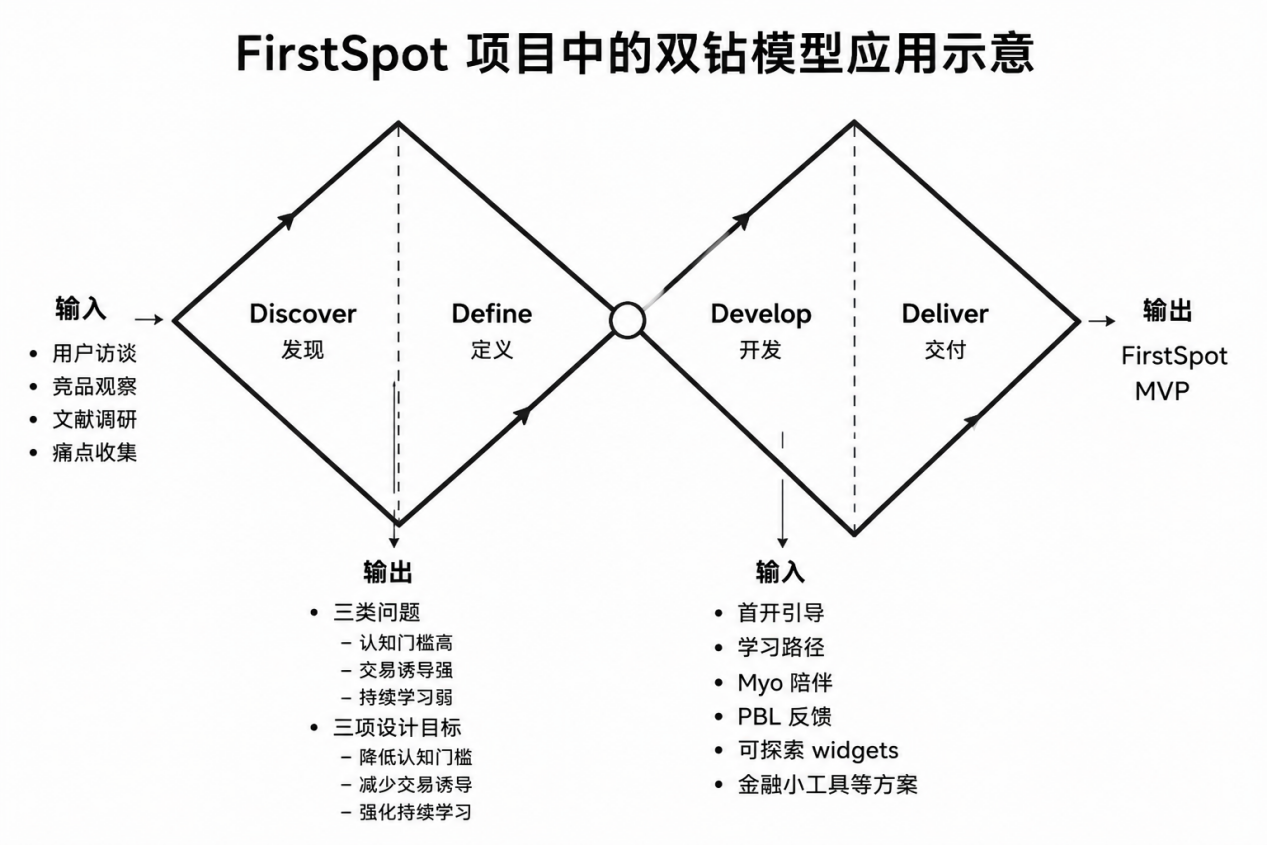 FirstSpot 项目中的双钻模型应用示意
输入
• 用户访谈
• 竞品观察
• 文献调研
• 痛点收集
Discover
发现
Define
定义
Develop
开发
Deliver
交付
输出
FirstSpot
MVP
输出
• 三类问题
– 认知门槛高
– 交易诱导强
– 持续学习弱
• 三项设计目标
– 降低认知门槛
– 减少交易诱导
– 强化持续学习
输入
• 首开引导
• 学习路径
• Myo 陪伴
• PBL 反馈
• 可探索 widgets
• 金融小工具等方案